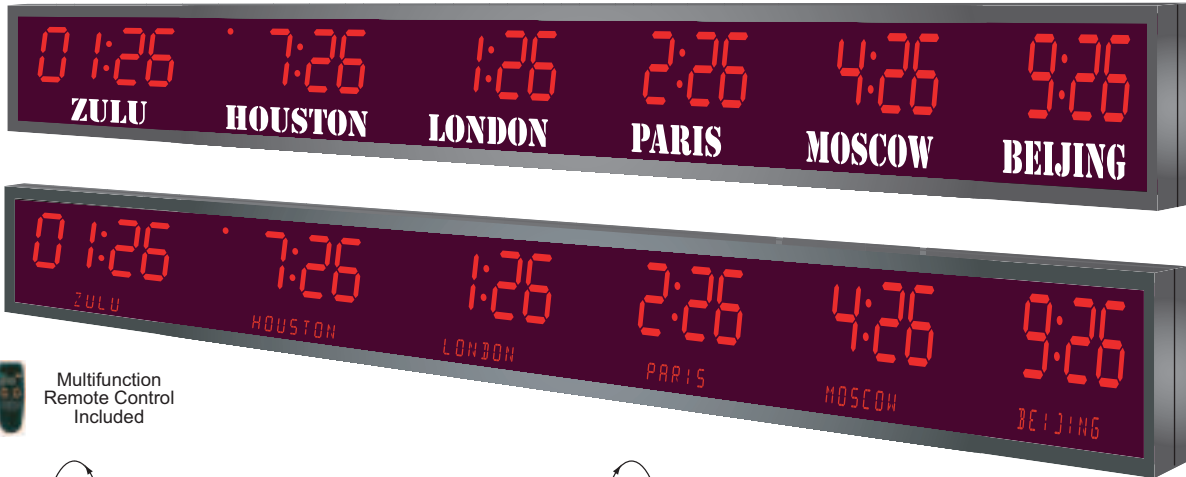 01:26 7:26 1:26 2:26 4:26 9:26
ZULU HOUSTON LONDON PARIS MOSCOW BEIJING
01:26 7:26 1:26 2:26 4:26 9:26
ZULU HOUSTON LONDON PARIS MOSCOW BEIJING
Multifunction
Remote Control
Included